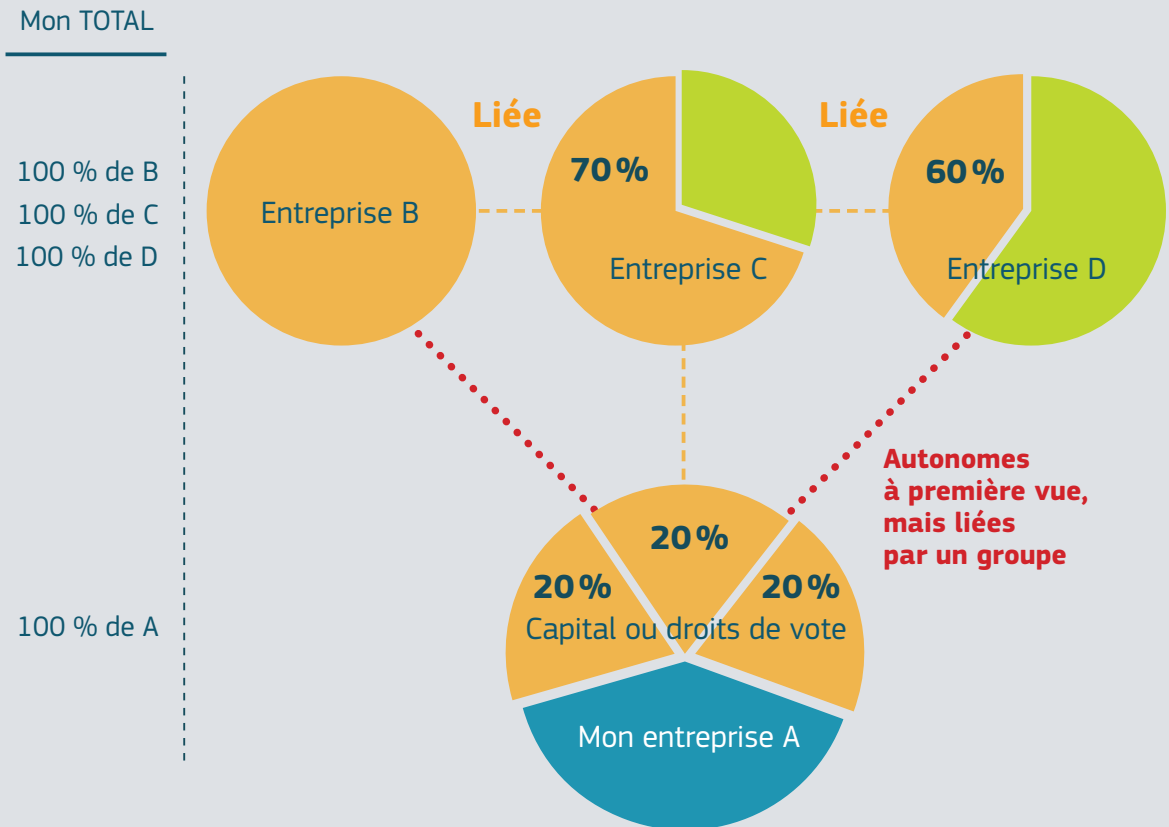 Mon TOTAL
100 % de B
100 % de C
100 % de D
100 % de A
Entreprise B
Liée
70 %
Entreprise C
Liée
60 %
Entreprise D
Autonomes
à première vue,
mais liées
par un groupe
20 %
20 %
20 %
Capital ou droits de vote
Mon entreprise A